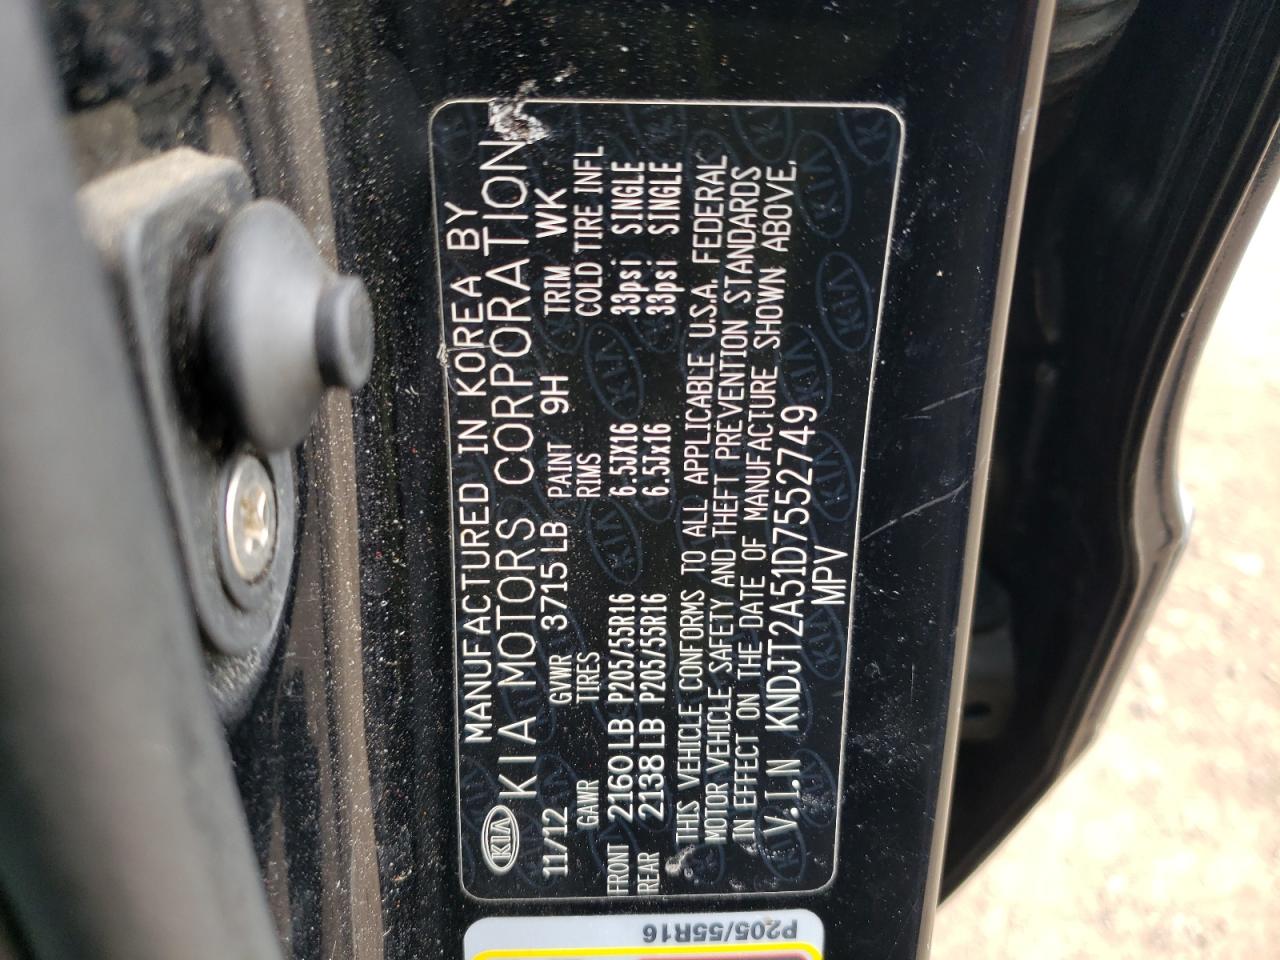 KIA MANUFACTURED IN KOREA BY
KIA MOTORS CORPORATION
11/12 GVWR 3715 LB PAINT 9H TRIM WK
GAWR TIRES RIMS COLD TIRE INFL
FRONT 2160 LB P205/55R16 6.5JX16 33psi SINGLE
REAR 2138 LB P205/55R16 6.5Jx16 33psi SINGLE
THIS VEHICLE CONFORMS TO ALL APPLICABLE U.S.A. FEDERAL
MOTOR VEHICLE SAFETY AND THEFT PREVENTION STANDARDS
IN EFFECT ON THE DATE OF MANUFACTURE SHOWN ABOVE.
V.I.N KNDJT2A51D7552749
MPV
P205/55R16